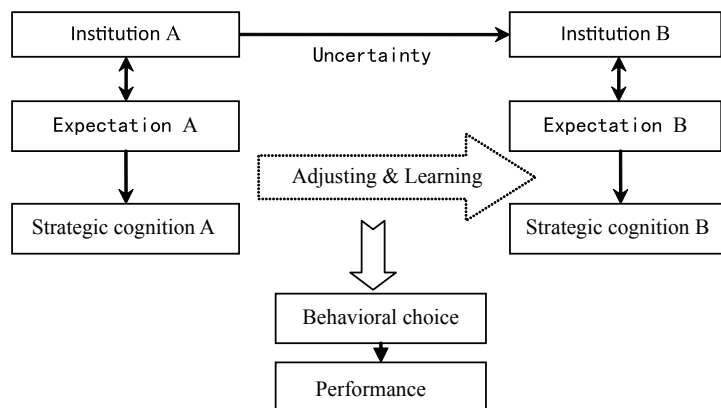 Institution A
Institution B
Uncertainty
Expectation A
Expectation B
Adjusting & Learning
Strategic cognition A
Strategic cognition B
Behavioral choice
Performance